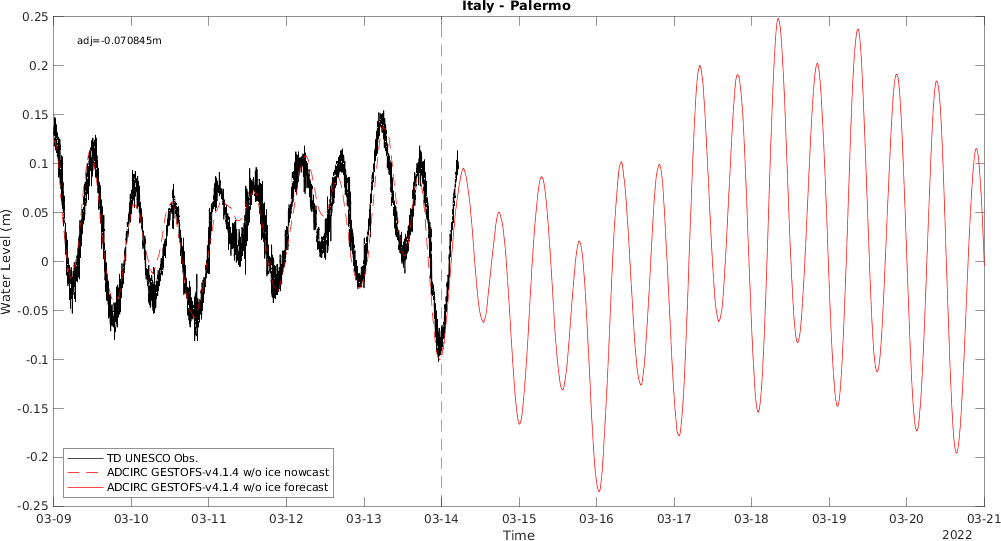 Italy - Palermo
adj=-0.070845m
0.25
0.2
0.15
0.1
0.05
0
-0.05
-0.1
-0.15
-0.2
-0.25
Water Level (m)
TD UNESCO Obs.
ADCIRC GESTOFS-v4.1.4 w/o ice nowcast
ADCIRC GESTOFS-v4.1.4 w/o ice forecast
03-09 03-10 03-11 03-12 03-13 03-14 03-15 03-16 03-17 03-18 03-19 03-20 03-21
Time
2022